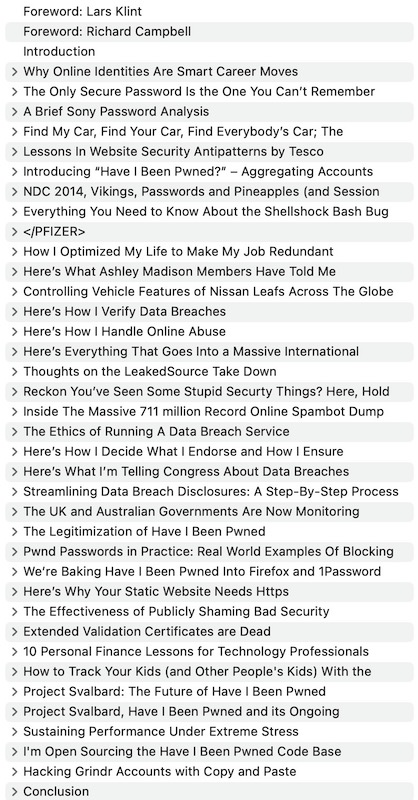 Foreword: Lars Klint
Foreword: Richard Campbell
Introduction
Why Online Identities Are Smart Career Moves
The Only Secure Password Is the One You Can’t Remember
A Brief Sony Password Analysis
Find My Car, Find Your Car, Find Everybody’s Car; The
Lessons In Website Security Antipatterns by Tesco
Introducing “Have I Been Pwned?” – Aggregating Accounts
NDC 2014, Vikings, Passwords and Pineapples (and Session
Everything You Need to Know About the Shellshock Bash Bug
</PFIZER>
How I Optimized My Life to Make My Job Redundant
Here’s What Ashley Madison Members Have Told Me
Controlling Vehicle Features of Nissan Leafs Across The Globe
Here’s How I Verify Data Breaches
Here’s How I Handle Online Abuse
Here’s Everything That Goes Into a Massive International
Thoughts on the LeakedSource Take Down
Reckon You’ve Seen Some Stupid Securty Things? Here, Hold
Inside The Massive 711 million Record Online Spambot Dump
The Ethics of Running A Data Breach Service
Here’s How I Decide What I Endorse and How I Ensure
Here’s What I’m Telling Congress About Data Breaches
Streamlining Data Breach Disclosures: A Step-By-Step Process
The UK and Australian Governments Are Now Monitoring
The Legitimization of Have I Been Pwned
Pwnd Passwords in Practice: Real World Examples Of Blocking
We’re Baking Have I Been Pwned Into Firefox and 1Password
Here’s Why Your Static Website Needs Https
The Effectiveness of Publicly Shaming Bad Security
Extended Validation Certificates are Dead
10 Personal Finance Lessons for Technology Professionals
How to Track Your Kids (and Other People's Kids) With the
Project Svalbard: The Future of Have I Been Pwned
Project Svalbard, Have I Been Pwned and its Ongoing
Sustaining Performance Under Extreme Stress
I'm Open Sourcing the Have I Been Pwned Code Base
Hacking Grindr Accounts with Copy and Paste
Conclusion